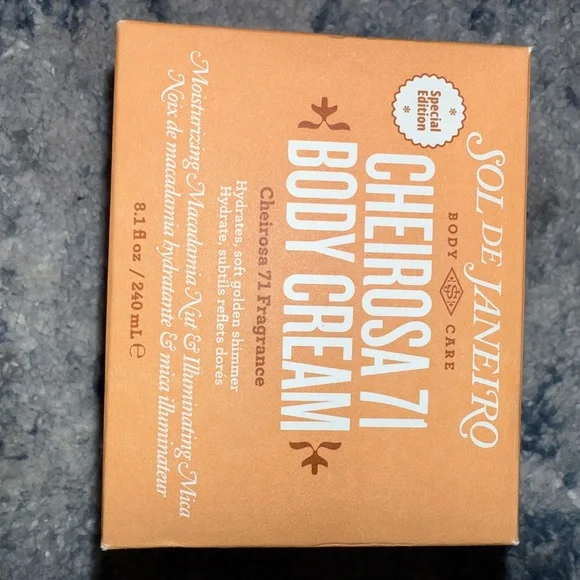 SOL DE JANEIRO
BODY CARE
* Special Edition *
CHEIROSA 71
BODY CREAM
Cheirosa 71 Fragrance
Hydrates, soft golden shimmer
Hydrate, subtils reflets dorés
Moisturizing Macadamia Nut & Illuminating Mica
Noix de macadamia hydratante & mica illuminateur
8.1 fl oz / 240 mL ℮